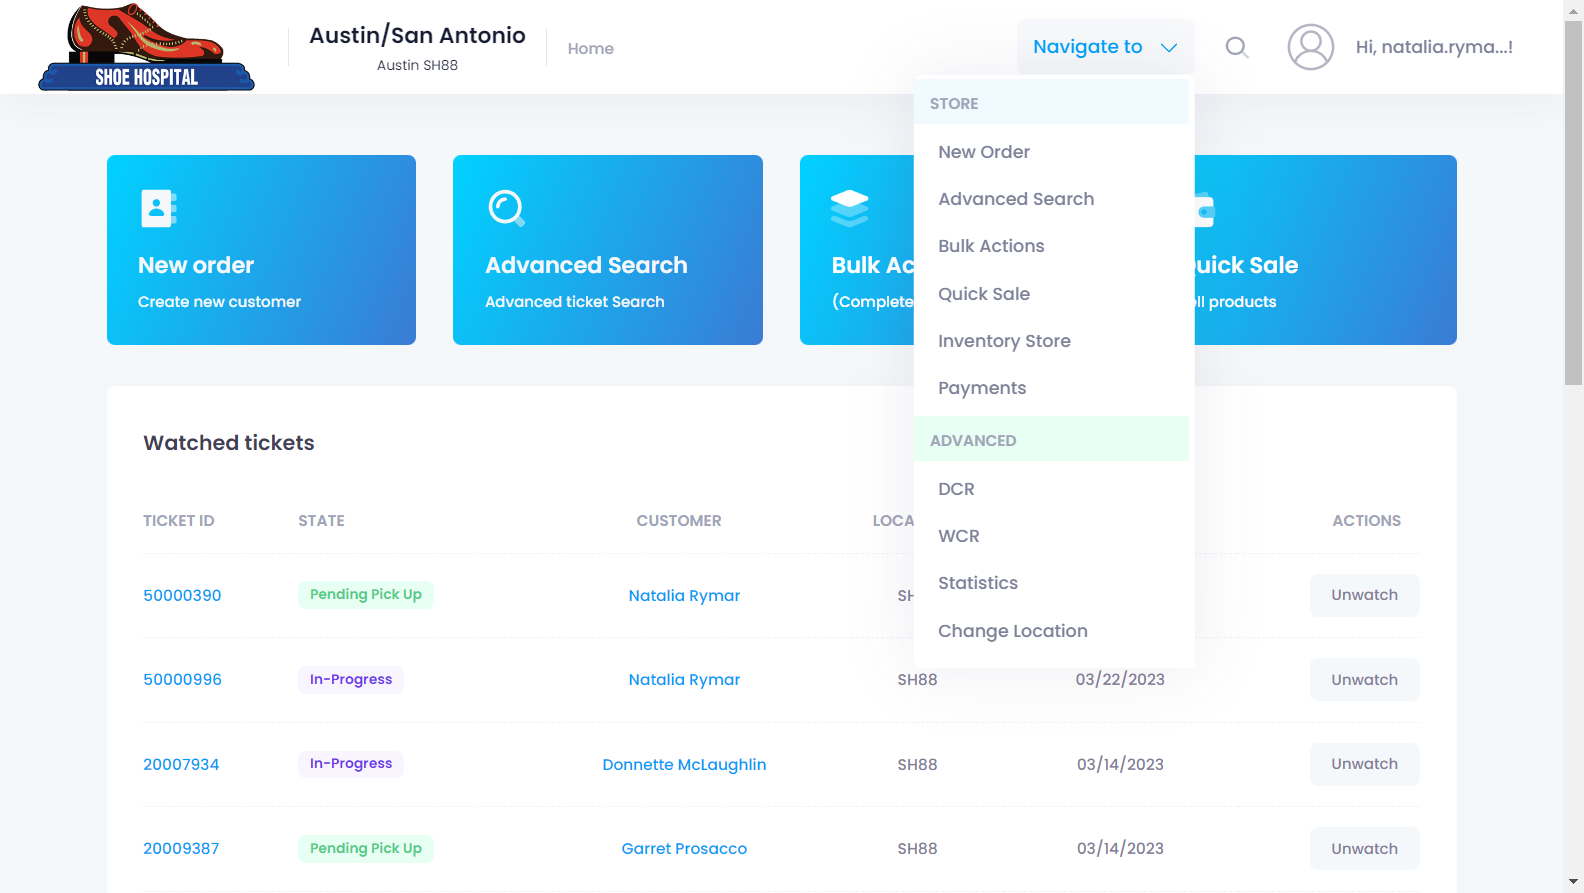 SHOE HOSPITAL
Austin/San Antonio
Austin SH88
Home
Navigate to
Hi, natalia.ryma...!
STORE
New Order
Advanced Search
Bulk Actions
Quick Sale
Inventory Store
Payments
ADVANCED
DCR
WCR
Statistics
Change Location
New order
Create new customer
Advanced Search
Advanced ticket Search
Bulk Ac
(Complete
uick Sale
ll products
Watched tickets
TICKET ID STATE CUSTOMER LOCA ACTIONS
50000390 Pending Pick Up Natalia Rymar SH Unwatch
50000996 In-Progress Natalia Rymar SH88 03/22/2023 Unwatch
20007934 In-Progress Donnette McLaughlin SH88 03/14/2023 Unwatch
20009387 Pending Pick Up Garret Prosacco SH88 03/14/2023 Unwatch